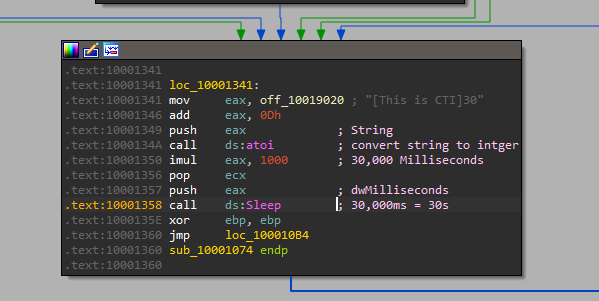 .text:10001341
.text:10001341 loc_10001341:
.text:10001341 mov eax, off_10019020 ; "[This is CTI]30"
.text:10001346 add eax, 0Dh
.text:10001349 push eax ; String
.text:1000134A call ds:atoi ; convert string to intger
.text:10001350 imul eax, 1000 ; 30,000 Milliseconds
.text:10001356 pop ecx
.text:10001357 push eax ; dwMilliseconds
.text:10001358 call ds:Sleep ; 30,000ms = 30s
.text:1000135E xor ebp, ebp
.text:10001360 jmp loc_100010B4
.text:10001360 sub_10001074 endp
.text:10001360